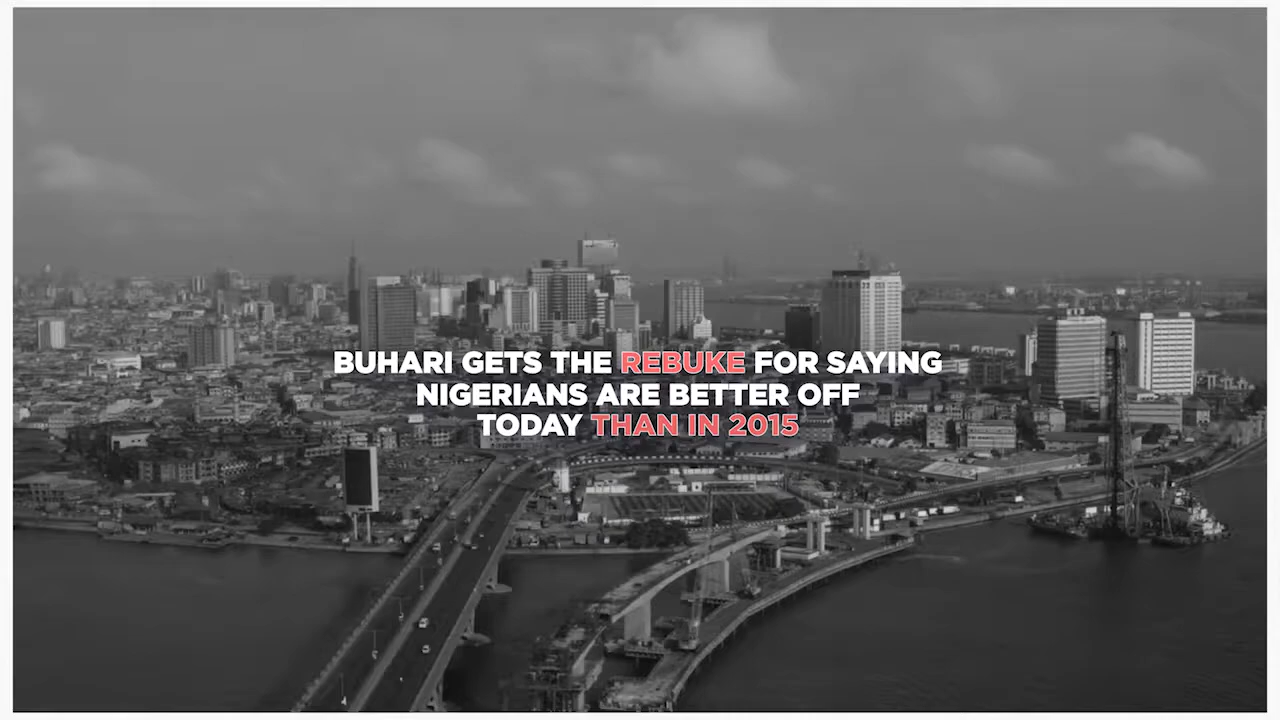 BUHARI GETS THE REBUKE FOR SAYING
NIGERIANS ARE BETTER OFF
TODAY THAN IN 2015